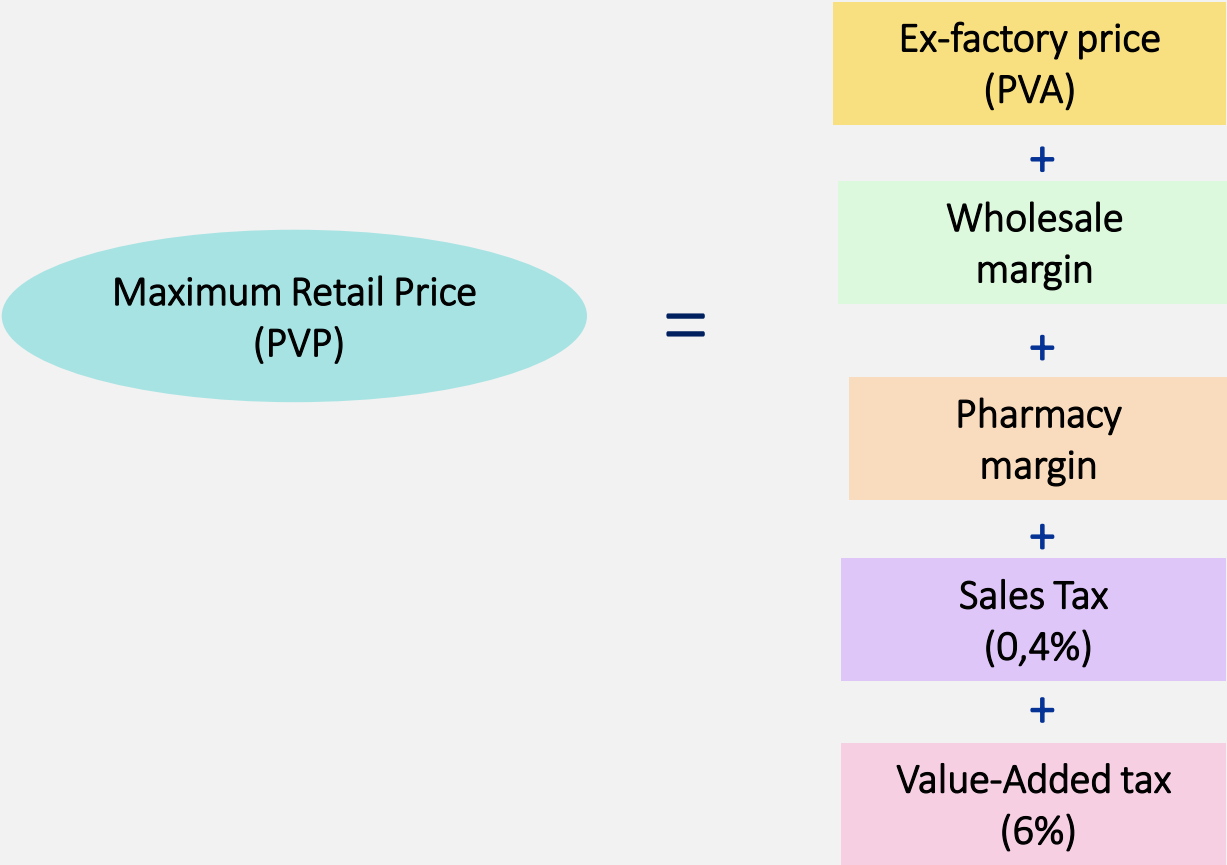 Maximum Retail Price
(PVP)
=
Ex-factory price
(PVA)
+
Wholesale
margin
+
Pharmacy
margin
+
Sales Tax
(0,4%)
+
Value-Added tax
(6%)